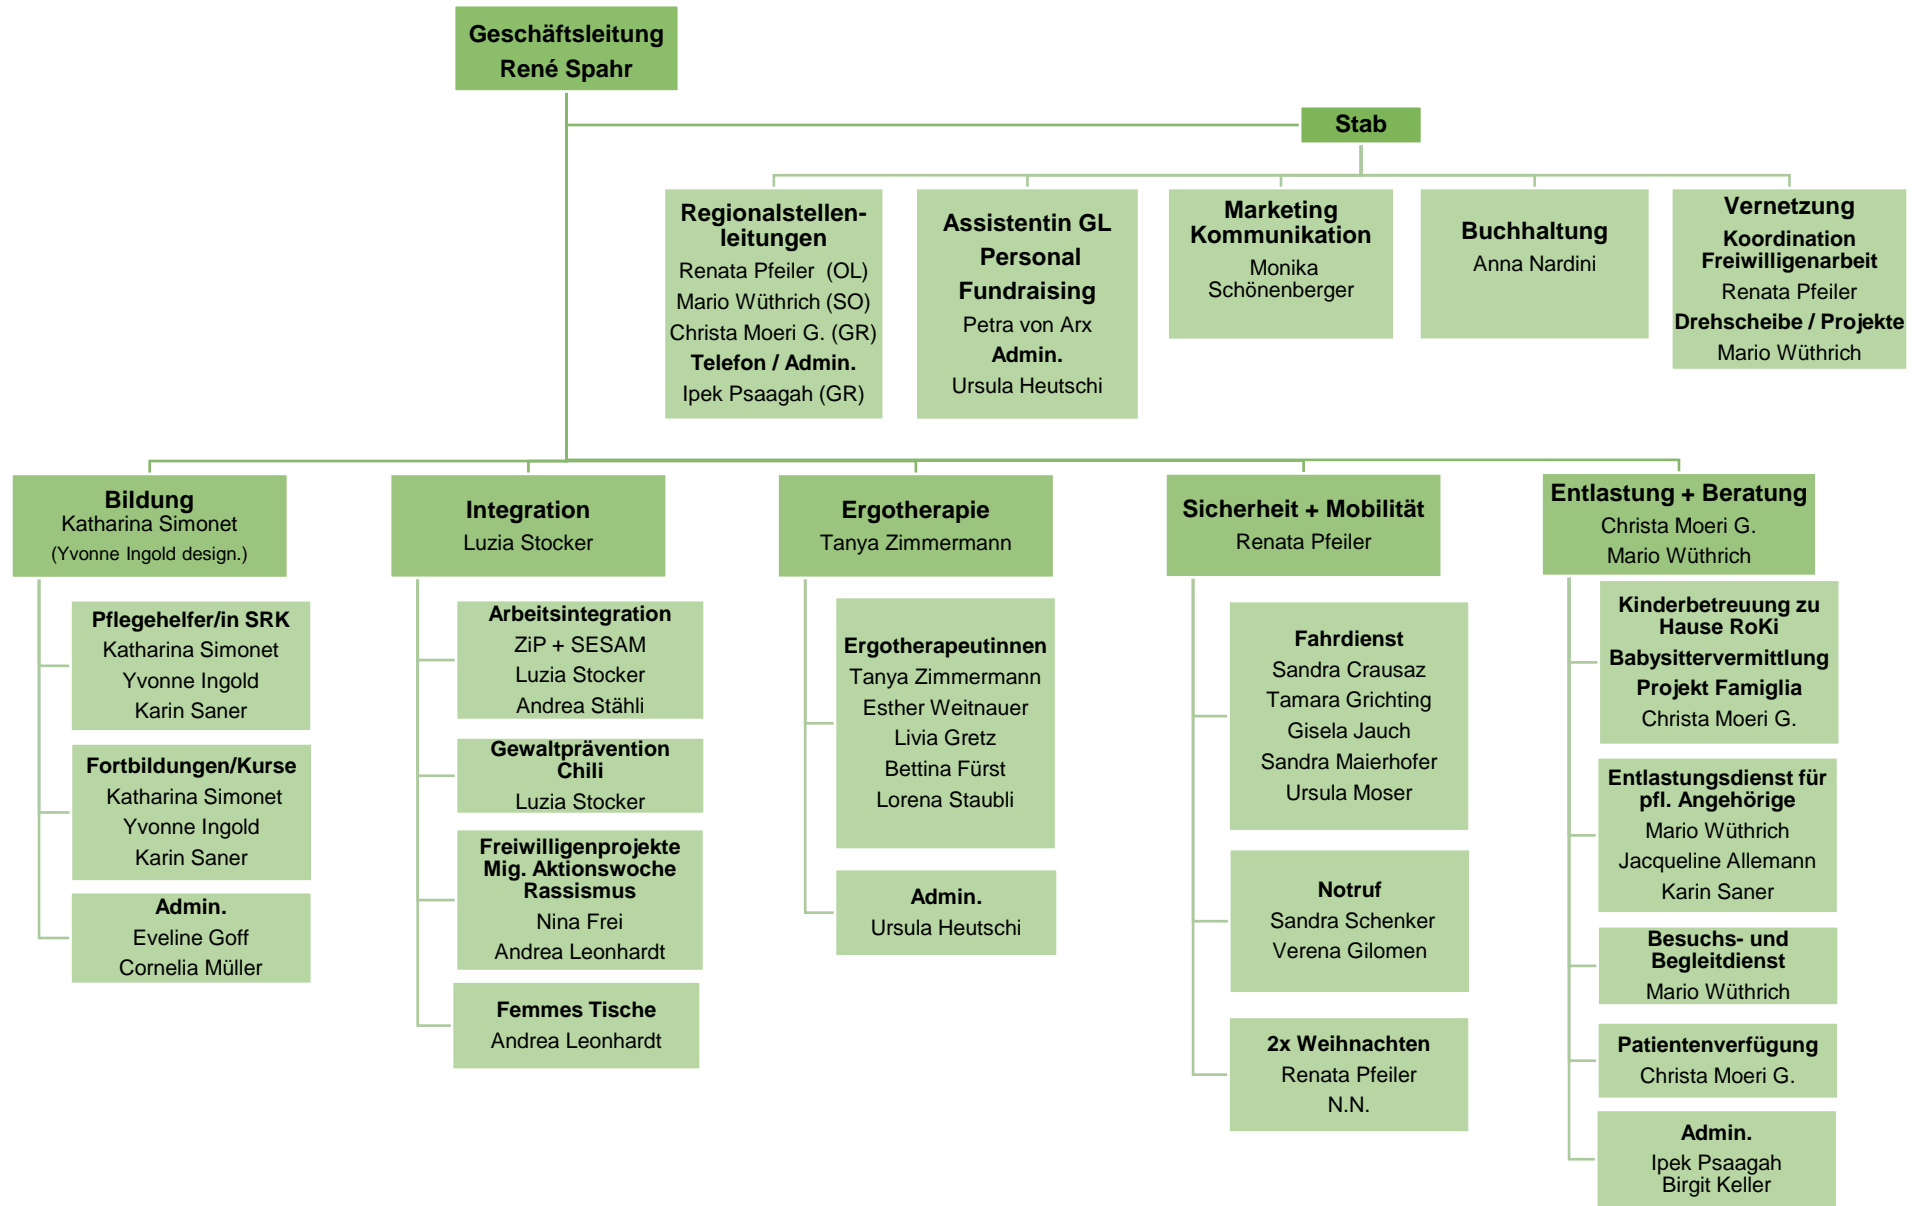 Geschäftsleitung
René Spahr
Stab
Regionalstellen-
leitungen
Renata Pfeiler (OL)
Mario Wüthrich (SO)
Christa Moeri G. (GR)
Telefon / Admin.
Ipek Psaagah (GR)
Assistentin GL
Personal
Fundraising
Petra von Arx
Admin.
Ursula Heutschi
Marketing
Kommunikation
Monika
Schönenberger
Buchhaltung
Anna Nardini
Vernetzung
Koordination
Freiwilligenarbeit
Renata Pfeiler
Drehscheibe / Projekte
Mario Wüthrich
Bildung
Katharina Simonet
(Yvonne Ingold design.)
Pflegehelfer/in SRK
Katharina Simonet
Yvonne Ingold
Karin Saner
Fortbildungen/Kurse
Katharina Simonet
Yvonne Ingold
Karin Saner
Admin.
Eveline Goff
Cornelia Müller
Integration
Luzia Stocker
Arbeitsintegration
ZiP + SESAM
Luzia Stocker
Andrea Stähli
Gewaltprävention
Chili
Luzia Stocker
Freiwilligenprojekte
Mig. Aktionswoche
Rassismus
Nina Frei
Andrea Leonhardt
Femmes Tische
Andrea Leonhardt
Ergotherapie
Tanya Zimmermann
Ergotherapeutinnen
Tanya Zimmermann
Esther Weitnauer
Livia Gretz
Bettina Fürst
Lorena Staubli
Admin.
Ursula Heutschi
Sicherheit + Mobilität
Renata Pfeiler
Fahrdienst
Sandra Crausaz
Tamara Grichting
Gisela Jauch
Sandra Maierhofer
Ursula Moser
Notruf
Sandra Schenker
Verena Gilomen
2x Weihnachten
Renata Pfeiler
N.N.
Entlastung + Beratung
Christa Moeri G.
Mario Wüthrich
Kinderbetreuung zu
Hause RoKi
Babysittervermittlung
Projekt Famiglia
Christa Moeri G.
Entlastungsdienst für
pfl. Angehörige
Mario Wüthrich
Jacqueline Allemann
Karin Saner
Besuchs- und
Begleitdienst
Mario Wüthrich
Patientenverfügung
Christa Moeri G.
Admin.
Ipek Psaagah
Birgit Keller